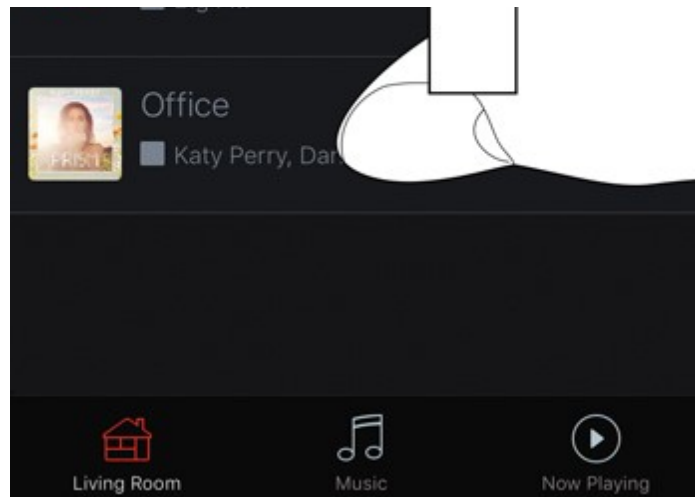 Office
Katy Perry, Dar
PRISM
Living Room
Music
Now Playing